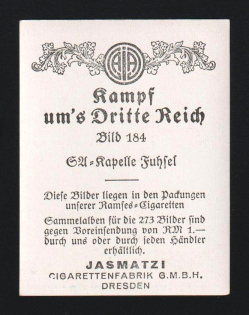 Kampf
um's Dritte Reich
Bild 184
SA-Kapelle Fuhsel
Diese Bilder liegen in den Packungen
unserer Ramses-Cigaretten
Sammelalben für die 273 Bilder sind
gegen Voreinsendung von RM 1.—
durch uns oder durch jeden Händler
erhältlich.
JASMATZI
CIGARETTENFABRIK G.M.B.H.
DRESDEN